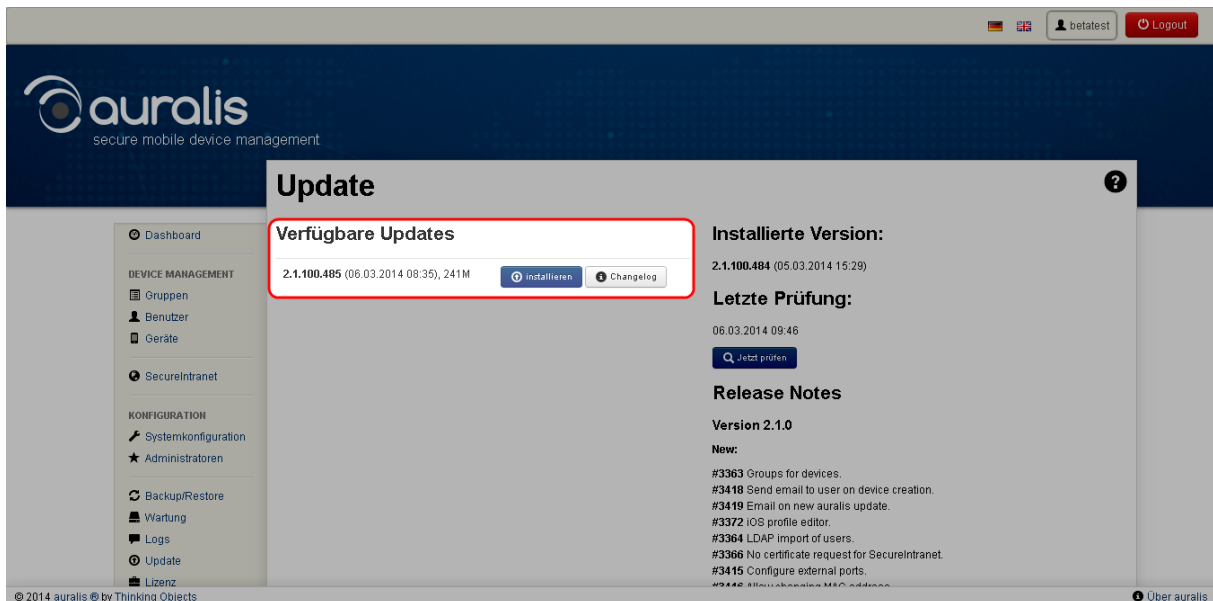 betatest
Logout
auralis
secure mobile device management
Update
Dashboard
DEVICE MANAGEMENT
Gruppen
Benutzer
Geräte
SecureIntranet
KONFIGURATION
Systemkonfiguration
Administratoren
Backup/Restore
Wartung
Logs
Update
Lizenz
Verfügbare Updates
2.1.100.485 (06.03.2014 08:35), 241M
installieren
Changelog
Installierte Version:
2.1.100.484 (05.03.2014 15:29)
Letzte Prüfung:
06.03.2014 09:46
Jetzt prüfen
Release Notes
Version 2.1.0
New:
#3363 Groups for devices.
#3418 Send email to user on device creation.
#3419 Email on new auralis update.
#3372 iOS profile editor.
#3364 LDAP import of users.
#3366 No certificate request for SecureIntranet.
#3415 Configure external ports.
#3446 Allow changing MAC address.
© 2014 auralis ® by Thinking Objects
Über auralis